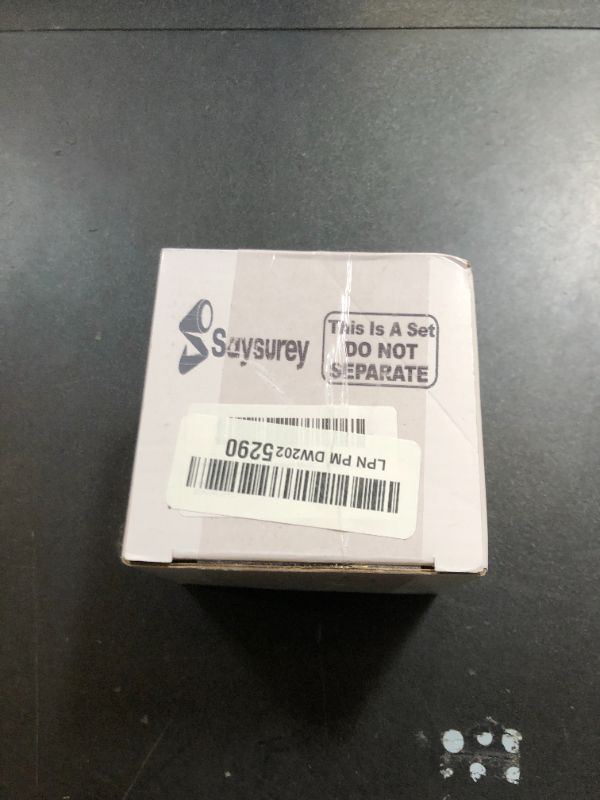 Saysurey
This Is A Set
DO NOT
SEPARATE
LPN PM DW2025290